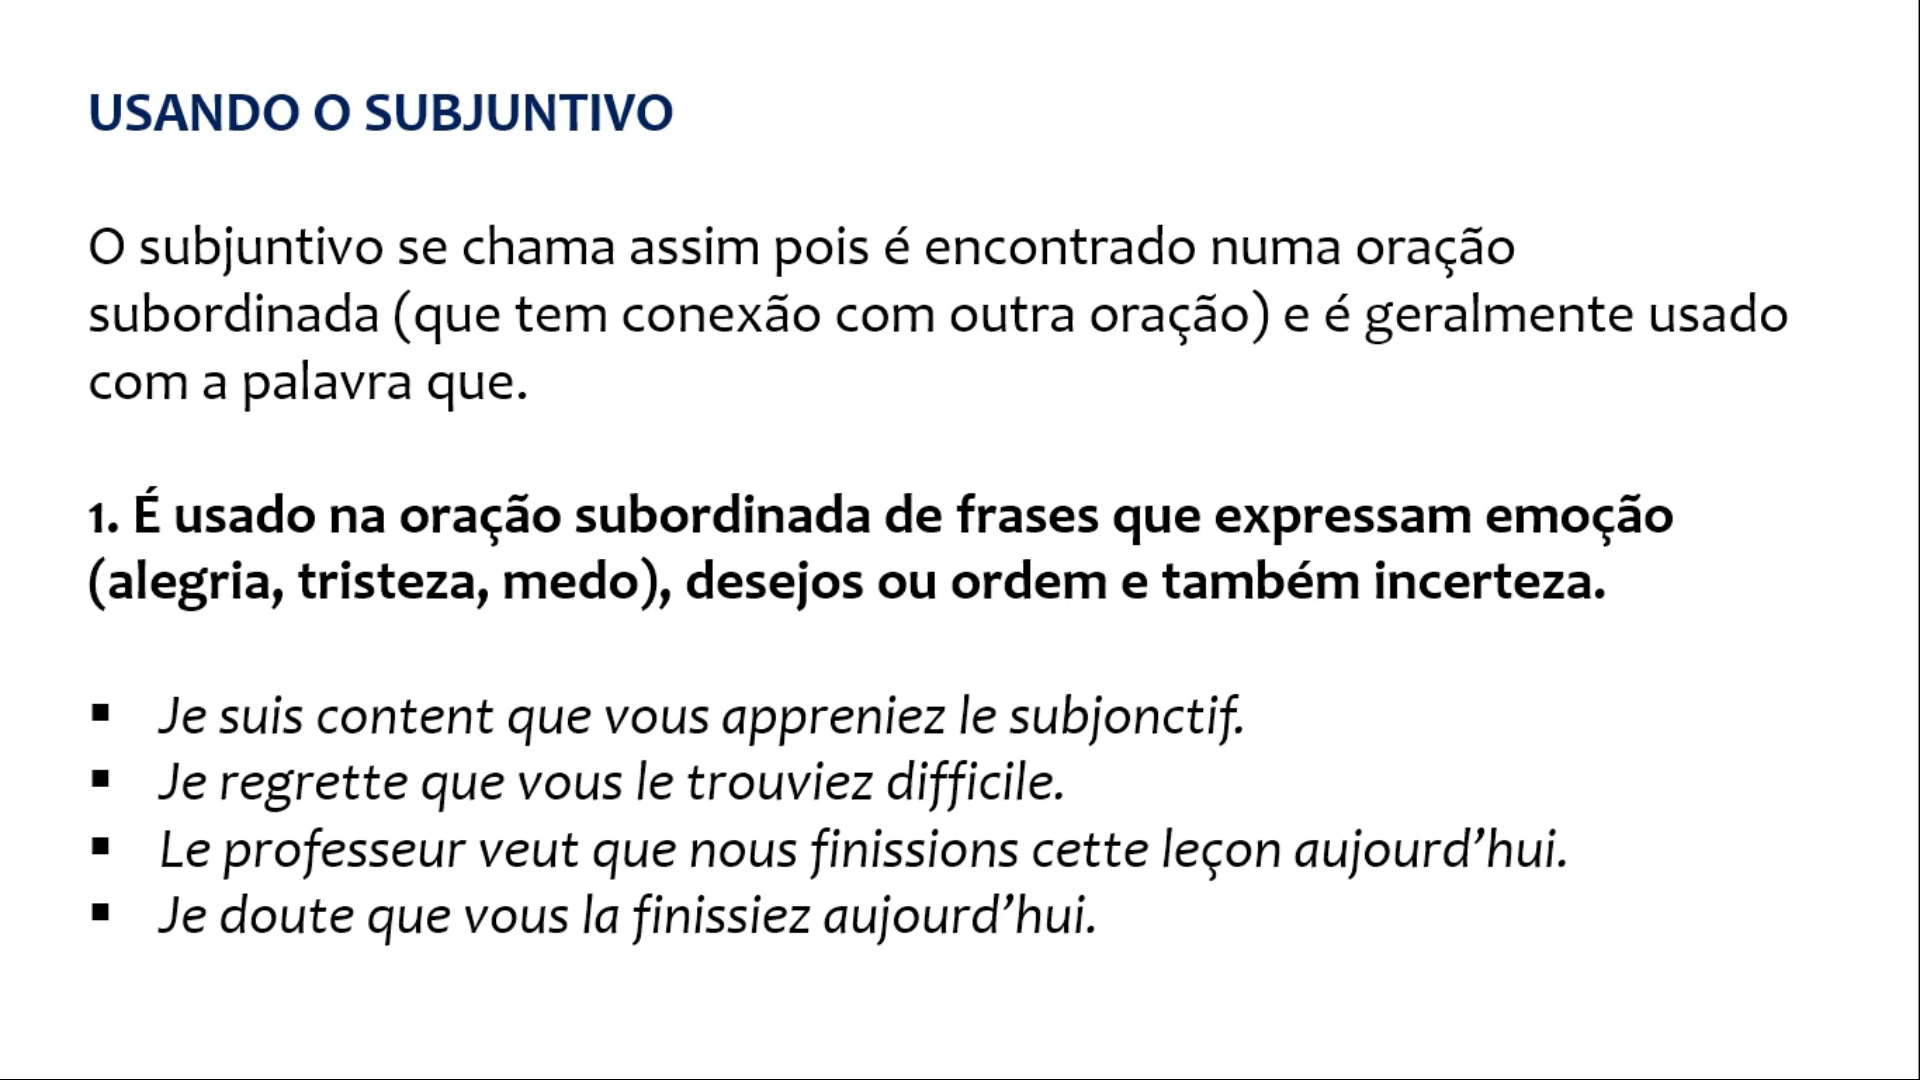 USANDO O SUBJUNTIVO
O subjuntivo se chama assim pois é encontrado numa oração
subordinada (que tem conexão com outra oração) e é geralmente usado
com a palavra que.
1. É usado na oração subordinada de frases que expressam emoção
(alegria, tristeza, medo), desejos ou ordem e também incerteza.
▪ Je suis content que vous appreniez le subjonctif.
▪ Je regrette que vous le trouviez difficile.
▪ Le professeur veut que nous finissions cette leçon aujourd’hui.
▪ Je doute que vous la finissiez aujourd’hui.